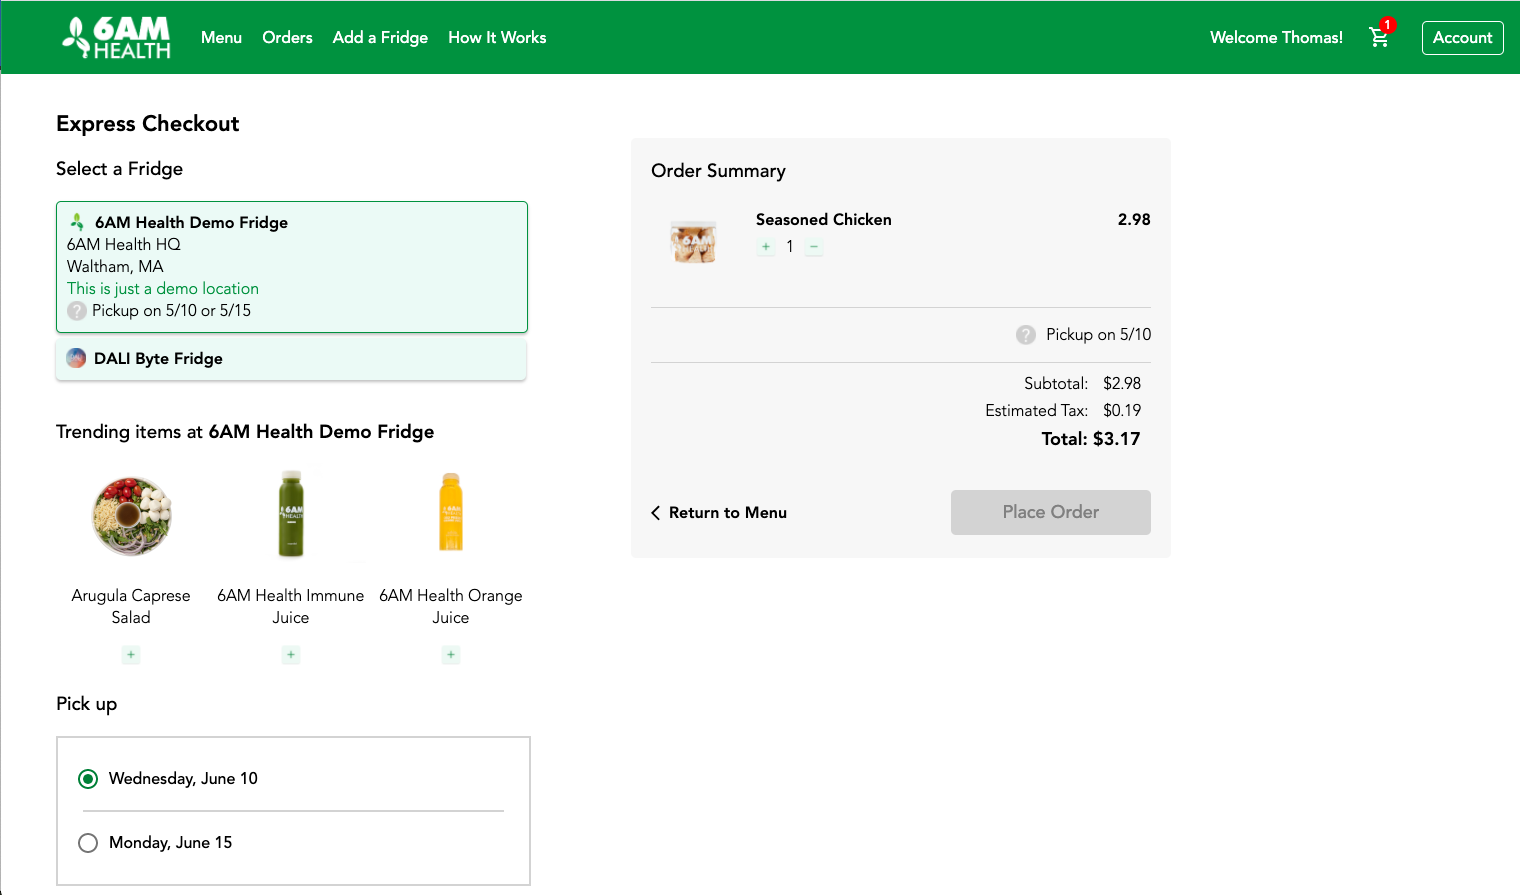 6AM
HEALTH
Menu
Orders
Add a Fridge
How It Works
Welcome Thomas!
1
Account
Express Checkout
Select a Fridge
6AM Health Demo Fridge
6AM Health HQ
Waltham, MA
This is just a demo location
? Pickup on 5/10 or 5/15
DALI Byte Fridge
Trending items at 6AM Health Demo Fridge
6AM
HEALTH
6AM
Arugula Caprese
Salad
+
6AM Health Immune
Juice
+
6AM Health Orange
Juice
+
Pick up
Wednesday, June 10
Monday, June 15
Order Summary
6AM
Seasoned Chicken
2.98
+ 1 −
? Pickup on 5/10
Subtotal: $2.98
Estimated Tax: $0.19
Total: $3.17
Return to Menu
Place Order